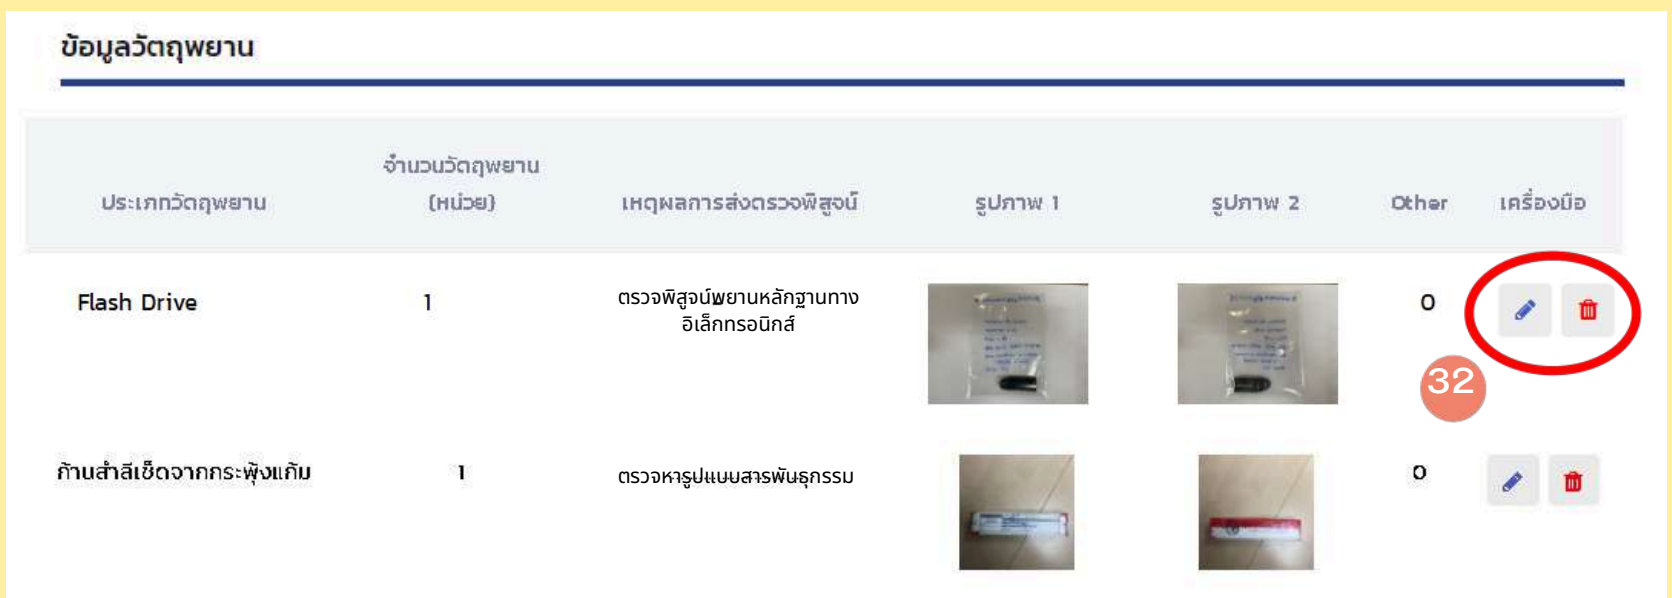 ข้อมูลวัตถุพยาน
ประเภทวัตถุพยาน
จำนวนวัตถุพยาน
(หน่วย)
เหตุผลการส่งตรวจพิสูจน์
รูปภาพ 1
รูปภาพ 2
Other
เครื่องมือ
Flash Drive
1
ตรวจพิสูจน์พยานหลักฐานทาง
อิเล็กทรอนิกส์
0
32
ก้านสำลีเช็ดจากกระพุ้งแก้ม
1
ตรวจหารูปแบบสารพันธุกรรม
0